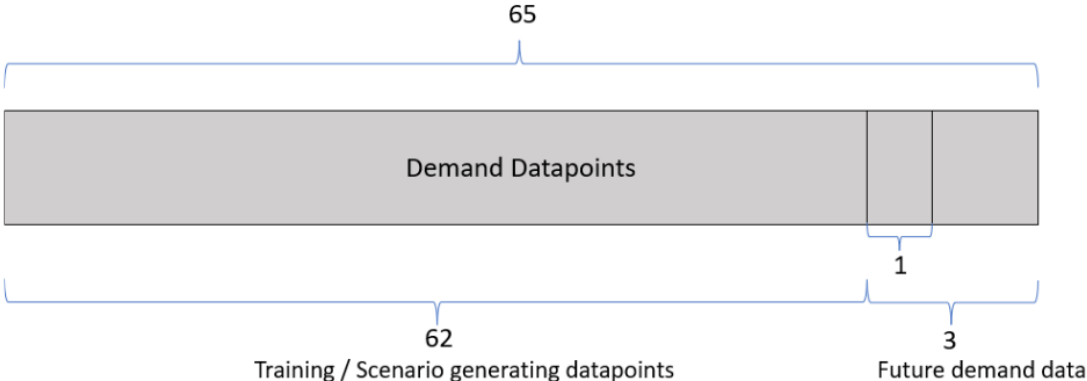 65
Demand Datapoints
1
62
3
Training / Scenario generating datapoints
Future demand data